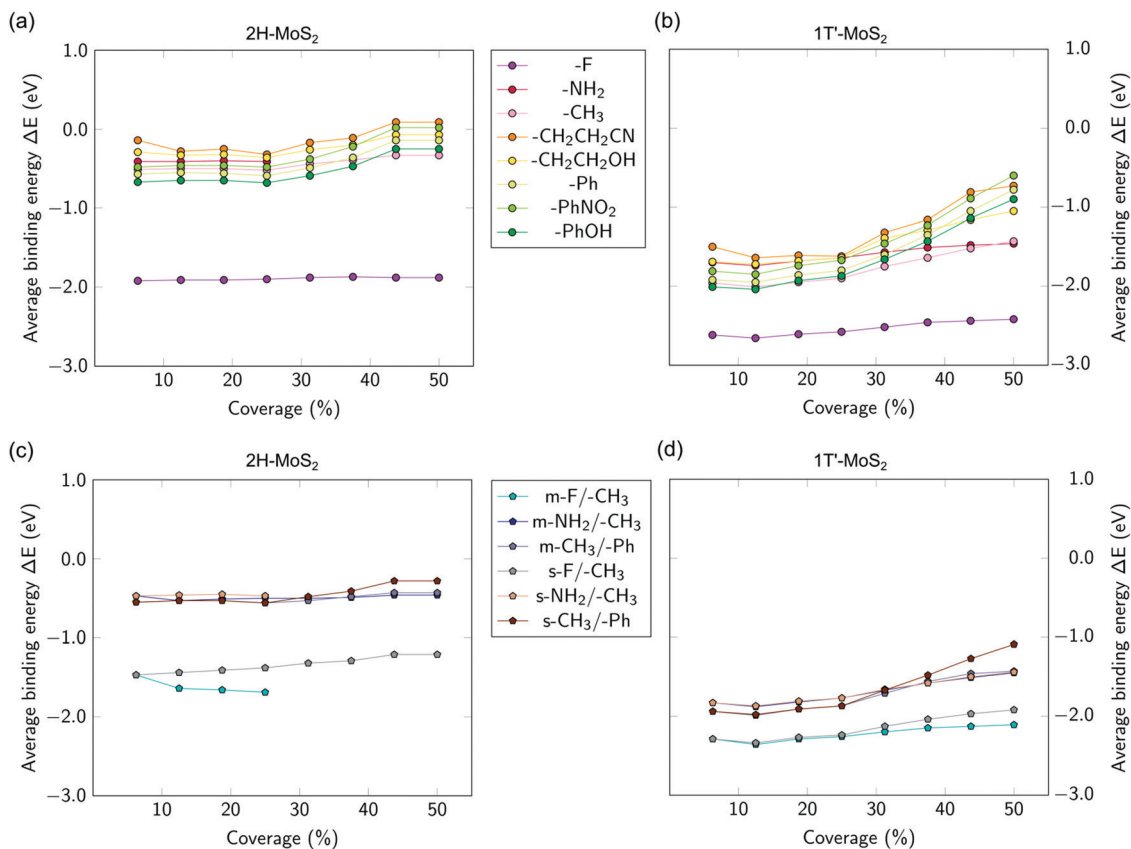 (a)
2H-MoS₂
1.0
0.0
−1.0
−2.0
−3.0
Average binding energy ΔE (eV)
10 20 30 40 50
Coverage (%)
-F
-NH₂
-CH₃
-CH₂CH₂CN
-CH₂CH₂OH
-Ph
-PhNO₂
-PhOH
(b)
1T'-MoS₂
1.0
0.0
−1.0
−2.0
−3.0
Average binding energy ΔE (eV)
10 20 30 40 50
Coverage (%)
(c)
2H-MoS₂
1.0
0.0
−1.0
−2.0
−3.0
Average binding energy ΔE (eV)
10 20 30 40 50
Coverage (%)
m-F/-CH₃
m-NH₂/-CH₃
m-CH₃/-Ph
s-F/-CH₃
s-NH₂/-CH₃
s-CH₃/-Ph
(d)
1T'-MoS₂
1.0
0.0
−1.0
−2.0
−3.0
Average binding energy ΔE (eV)
10 20 30 40 50
Coverage (%)